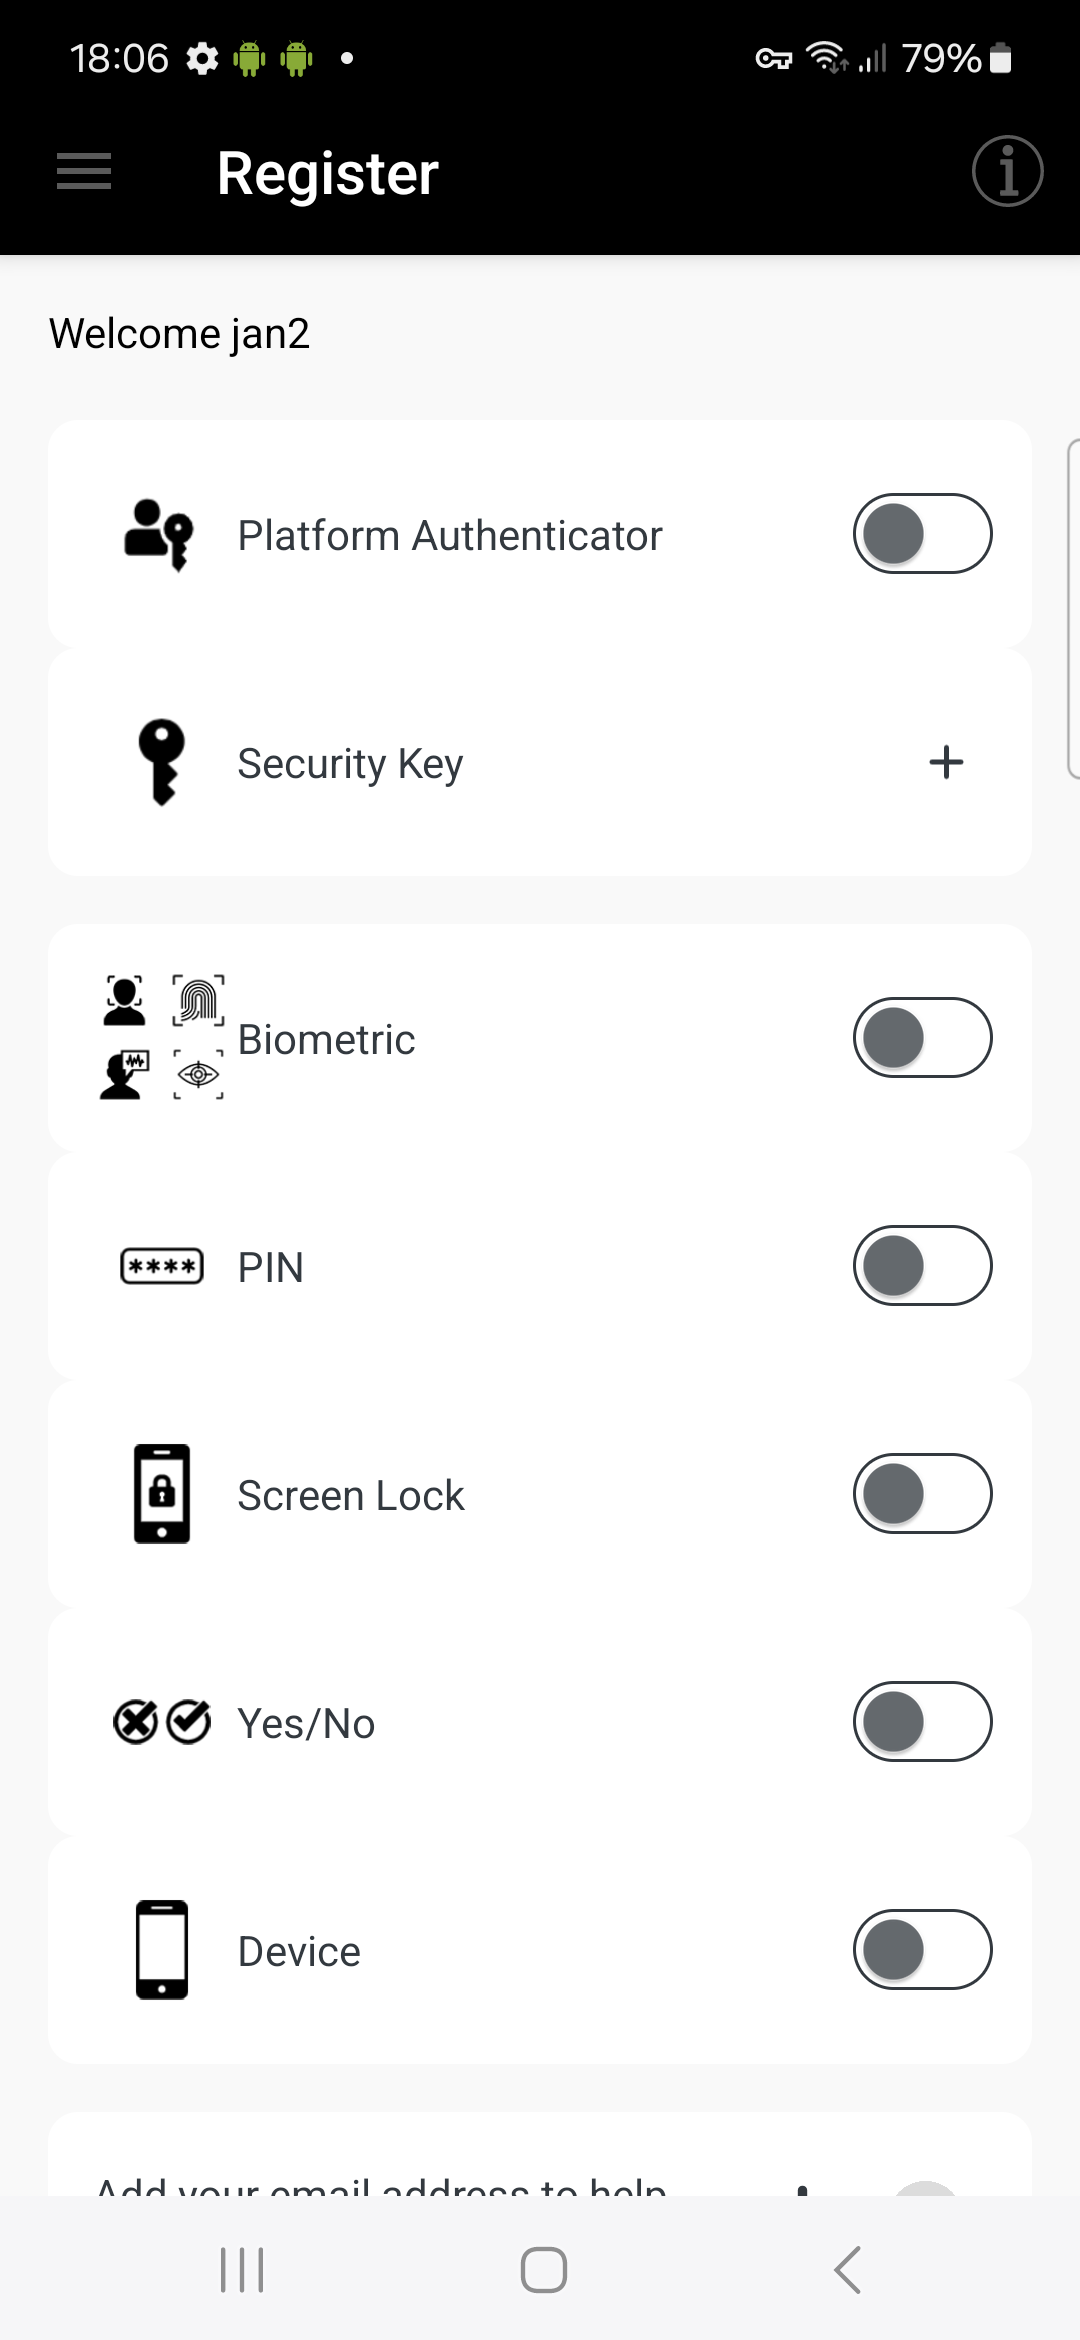 18:06
79%
Register
Welcome jan2
Platform Authenticator
Security Key
Biometric
****
PIN
Screen Lock
Yes/No
Device
Add your email address to help